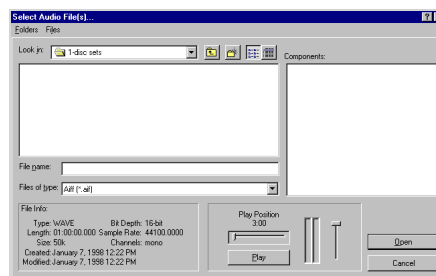 Select Audio File(s)...
Folders Files
Look in: 1-disc sets
Components:
File name:
Files of type: Aiff (*.aif)
File Info:
Type: WAVE Bit Depth: 16-bit
Length: 01:00:00.000 Sample Rate: 44100.0000
Size: 50k Channels: mono
Created: January 7, 1998 12:22 PM
Modified: January 7, 1998 12:22 PM
Play Position
3:00
Play
Open
Cancel